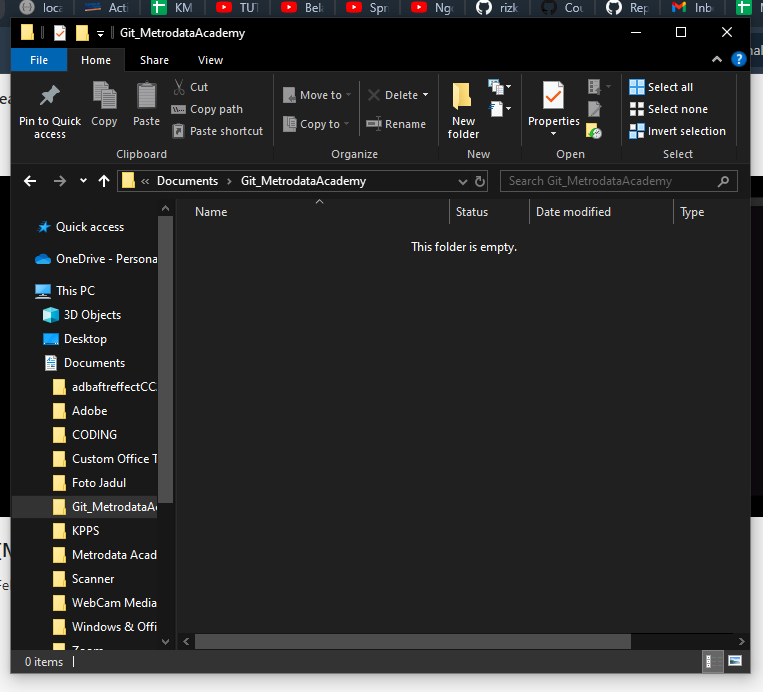 loca Acti KM TUT Bel Spr Ng rizk Co Rep Inb
Git_MetrodataAcademy
File Home Share View
Pin to Quick access
Copy
Paste
Cut
Copy path
Paste shortcut
Clipboard
Move to
Copy to
Delete
Rename
Organize
New folder
New
Properties
Open
Select all
Select none
Invert selection
Select
« Documents › Git_MetrodataAcademy
Search Git_MetrodataAcademy
Name Status Date modified Type
This folder is empty.
Quick access
OneDrive - Persona
This PC
3D Objects
Desktop
Documents
adbaftreffectCC
Adobe
CODING
Custom Office T
Foto Jadul
Git_MetrodataA
KPPS
Metrodata Acad
Scanner
WebCam Media
Windows & Offi
Zoom
0 items